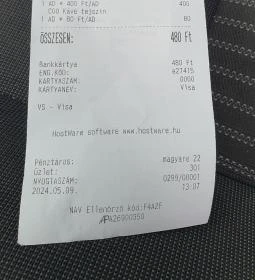 1 AD * 400 Ft/AD 400
C00 Kávé tejszín
1 AD * 80 Ft/AD 80
ÖSSZESEN: 480 Ft
Bankkártya 480 Ft
ENG.KÓD: a27415
KÁRTYASZÁM: 0000
KÁRTYANÉV: Visa
VS - Visa
HostWare software www.hostware.hu
Pénztáros: magyare 22
Üzlet: 301
NYUGTASZÁM: 0299/00001
2024.05.09. 13:07
NAV Ellenőrző kód:F4A2F
AP A26900350